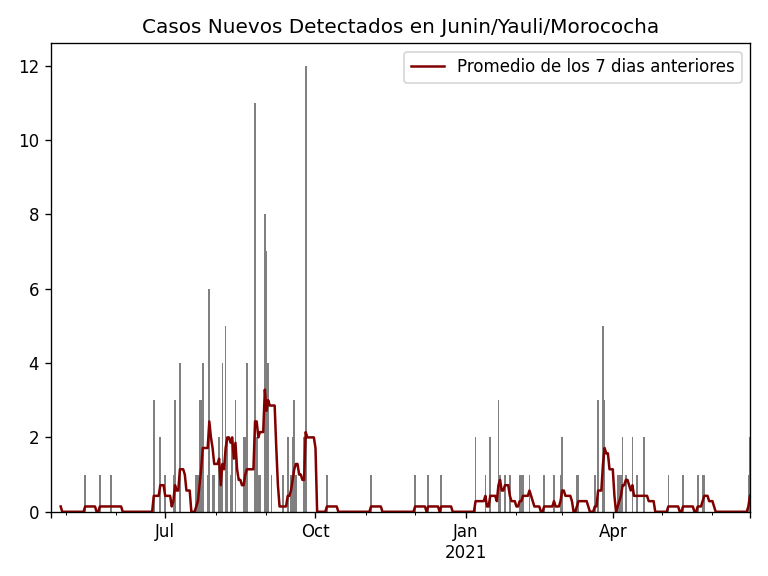 Casos Nuevos Detectados en Junin/Yauli/Morococha
Promedio de los 7 dias anteriores
12
10
8
6
4
2
0
Jul
Oct
Jan
2021
Apr